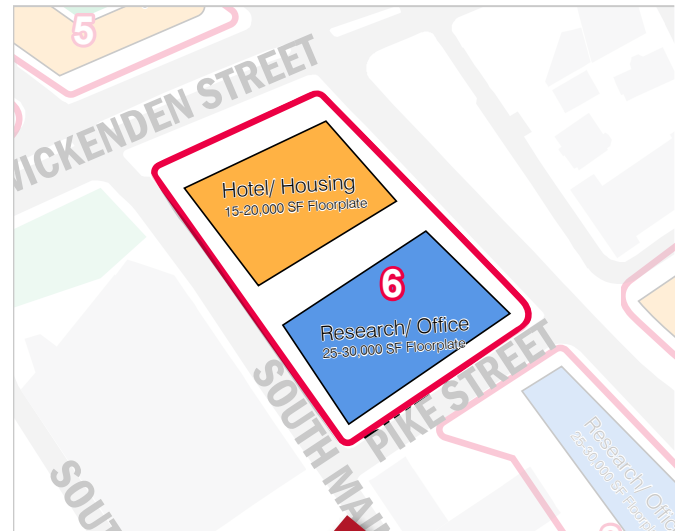 5
WICKENDEN STREET
Hotel/ Housing
15-20,000 SF Floorplate
6
Research/ Office
25-30,000 SF Floorplate
PIKE STREET
SOUTH MAI
SOUT
Research/ Offic
25-30,000 SF Floorpla